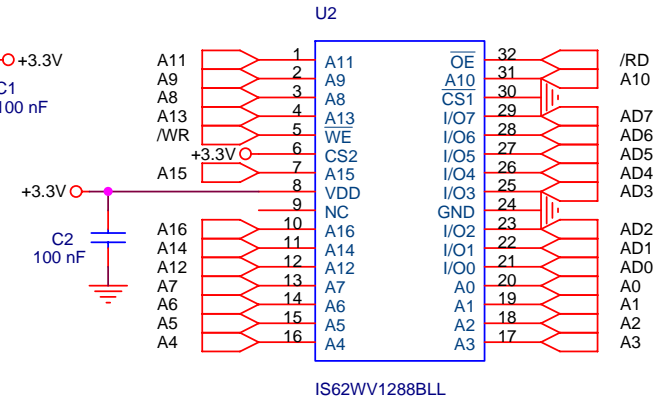 U2
+3.3V
C1
100 nF
A11 1 A11 OE 32 /RD
A9 2 A9 A10 31 A10
A8 3 A8 CS1 30
A13 4 A13 I/O7 29 AD7
/WR 5 WE I/O6 28 AD6
+3.3V 6 CS2 I/O5 27 AD5
A15 7 A15 I/O4 26 AD4
+3.3V 8 VDD I/O3 25 AD3
9 NC GND 24
A16 10 A16 I/O2 23 AD2
A14 11 A14 I/O1 22 AD1
A12 12 A12 I/O0 21 AD0
A7 13 A7 A0 20 A0
A6 14 A6 A1 19 A1
A5 15 A5 A2 18 A2
A4 16 A4 A3 17 A3
C2
100 nF
IS62WV1288BLL